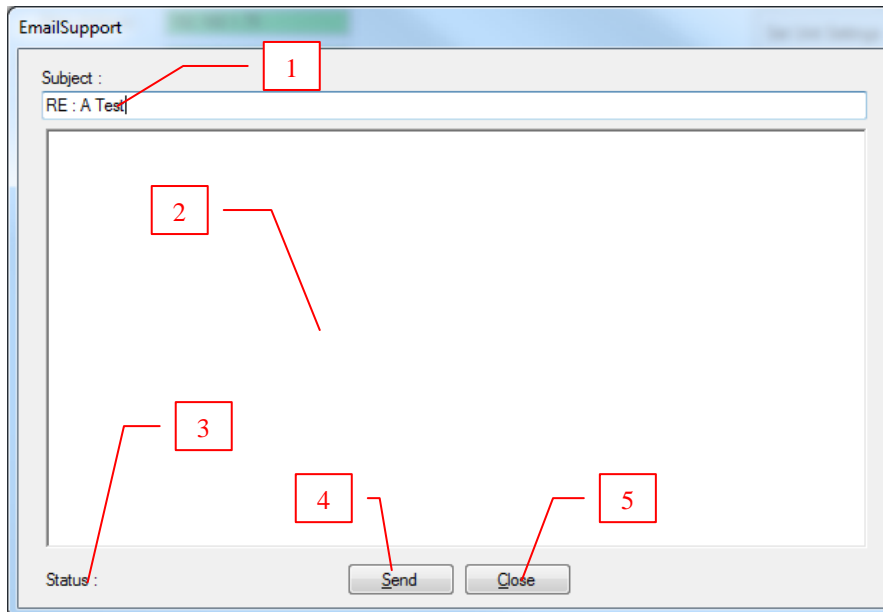 EmailSupport
Subject :
1
RE : A Test
2
3
4
5
Status :
Send
Close